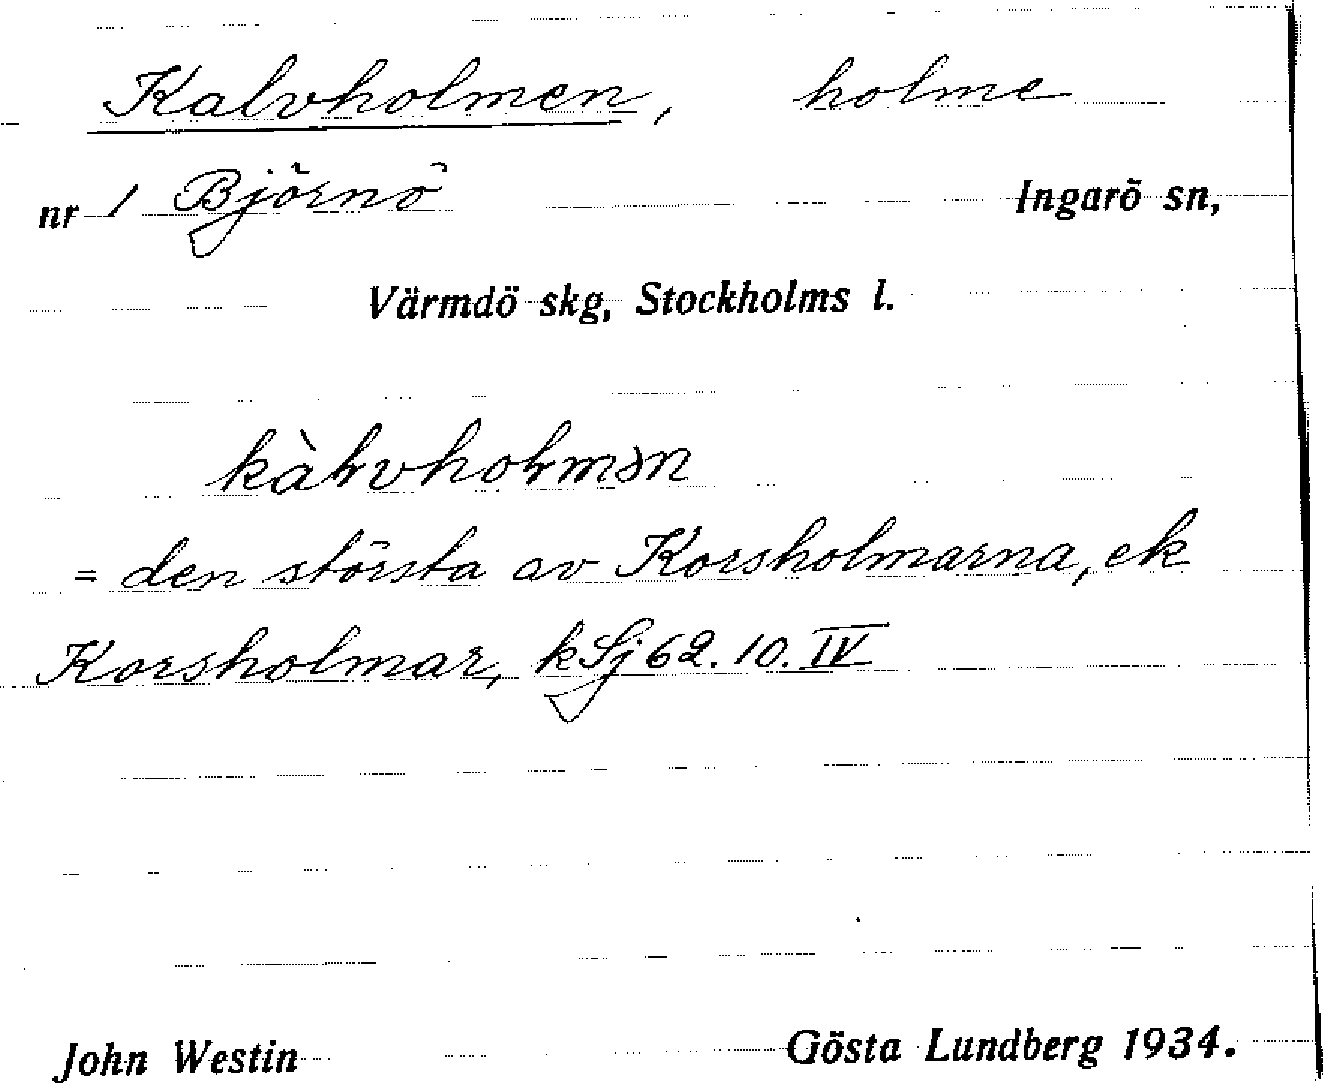 Kalvholmen, holme
nr 1 Björnö Ingarö sn,
Värmdö skg, Stockholms l.
kàlvholmən
= den största av Korsholmarna, ek
Korsholmar, kSj 62. 10. IV
John Westin Gösta Lundberg 1934.